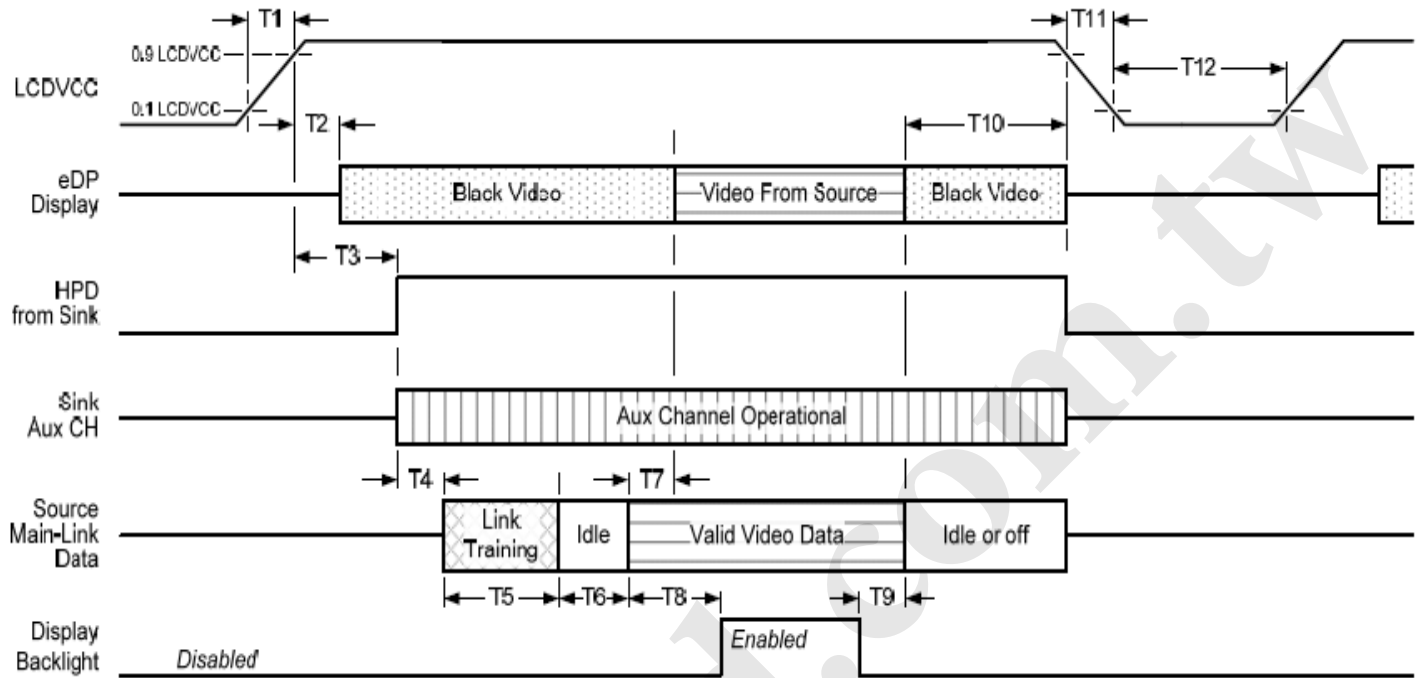 T1
T11
0.9 LCDVCC
LCDVCC
T12
0.1 LCDVCC
T2
T10
eDP
Display
Black Video
Video From Source
Black Video
T3
HPD
from Sink
Sink
Aux CH
Aux Channel Operational
T4
T7
Source
Main-Link
Data
Link
Training
Idle
Valid Video Data
Idle or off
T5
T6
T8
T9
Display
Backlight
Disabled
Enabled
.com.tw